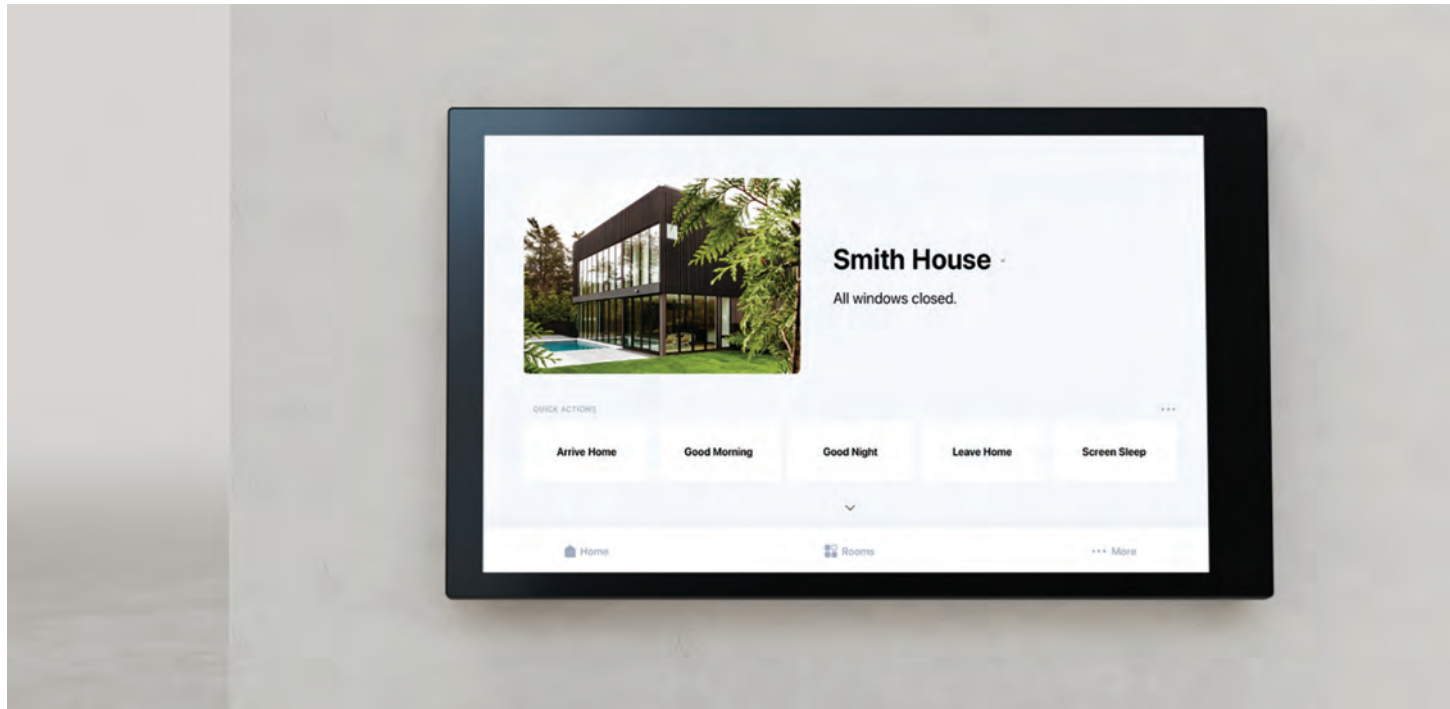 Smith House
All windows closed.
QUICK ACTIONS
Arrive Home
Good Morning
Good Night
Leave Home
Screen Sleep
Home
Rooms
More